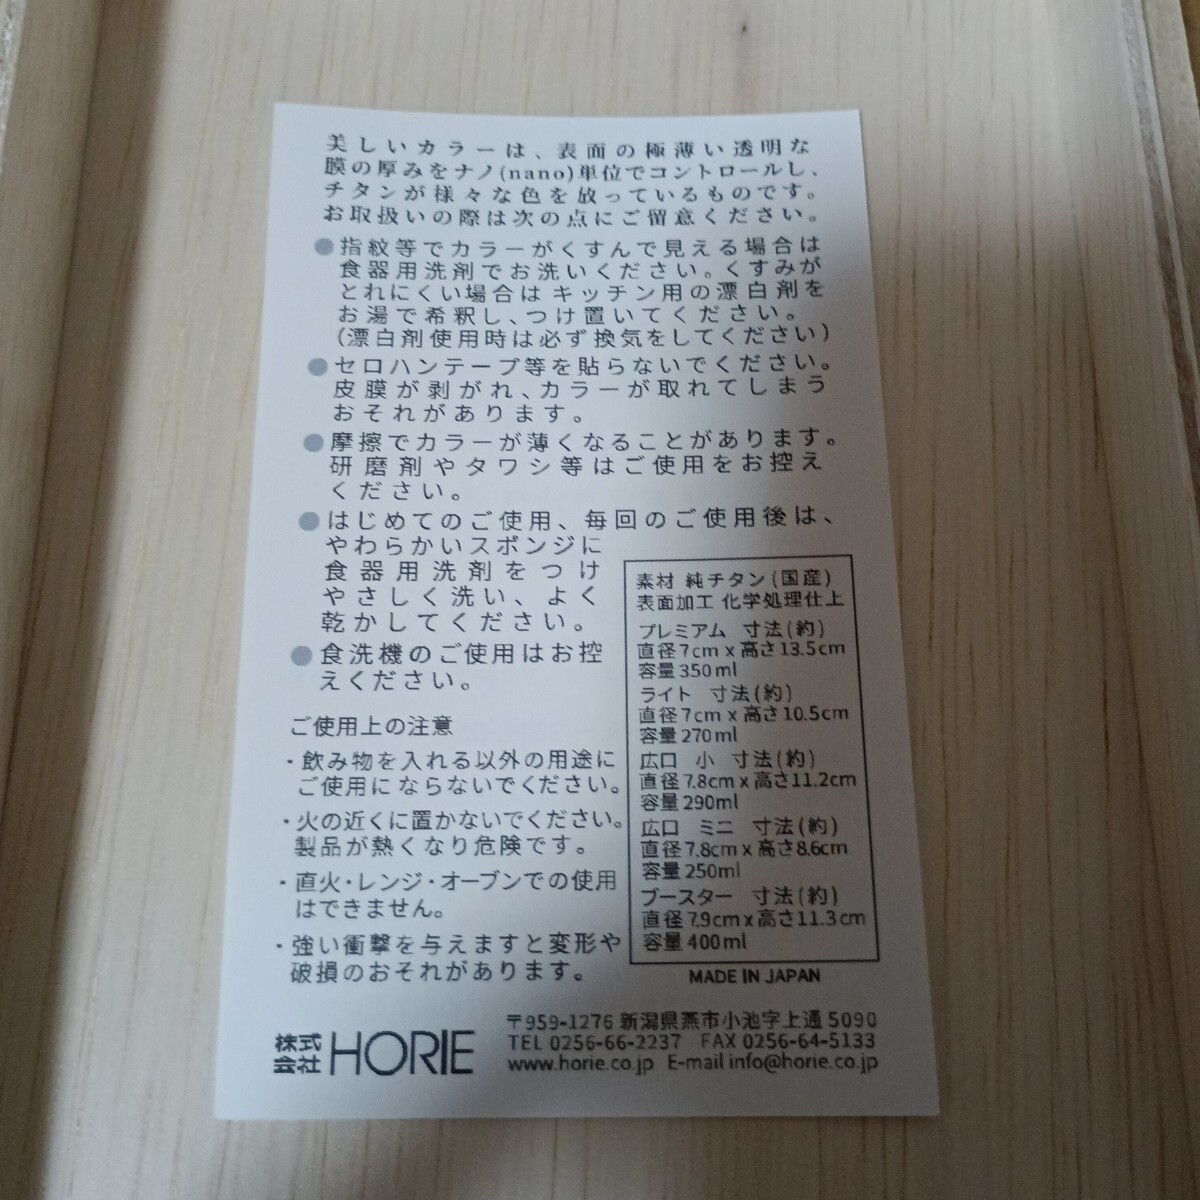 美しいカラーは、表面の極薄い透明な
膜の厚みをナノ(nano)単位でコントロールし、
チタンが様々な色を放っているものです。
お取扱いの際は次の点にご留意ください。
●指紋等でカラーがくすんで見える場合は
食器用洗剤でお洗いください。くすみが
とれにくい場合は キッチン用の漂白剤を
お湯で希釈し、つけ置いてください。
(漂白剤使用時は必ず換気をしてください)
●セロハンテープ等を貼らないでください。
皮膜が剥がれ、カラーが取れてしまう
おそれがあります。
●摩擦でカラーが薄くなることがあります。
研磨剤やタワシ等はご使用をお控え
ください。
●はじめてのご使用、毎回のご使用後は、
やわらかいスポンジに
食器用洗剤をつけ
やさしく洗い、よく
乾かしてください。
●食洗機のご使用はお控
えください。
ご使用上の注意
・飲み物を入れる以外の用途に
ご使用にならないでください。
・火の近くに置かないでください。
製品が熱くなり危険です。
・直火・レンジ・オーブンでの使用
はできません。
・強い衝撃を与えますと変形や
破損のおそれがあります。
素材 純チタン(国産)
表面加工 化学処理仕上
プレミアム 寸法(約)
直径7cm x 高さ13.5cm
容量350ml
ライト 寸法(約)
直径7cm x 高さ10.5cm
容量270ml
広口 小 寸法(約)
直径7.8cm x 高さ11.2cm
容量290ml
広口 ミニ 寸法(約)
直径7.8cm x 高さ8.6cm
容量250ml
ブースター 寸法(約)
直径7.9cm x 高さ11.3cm
容量400ml
MADE IN JAPAN
株式会社 HORIE
〒959-1276 新潟県燕市小池字上通5090
TEL 0256-66-2237 FAX 0256-64-5133
www.horie.co.jp E-mail info@horie.co.jp